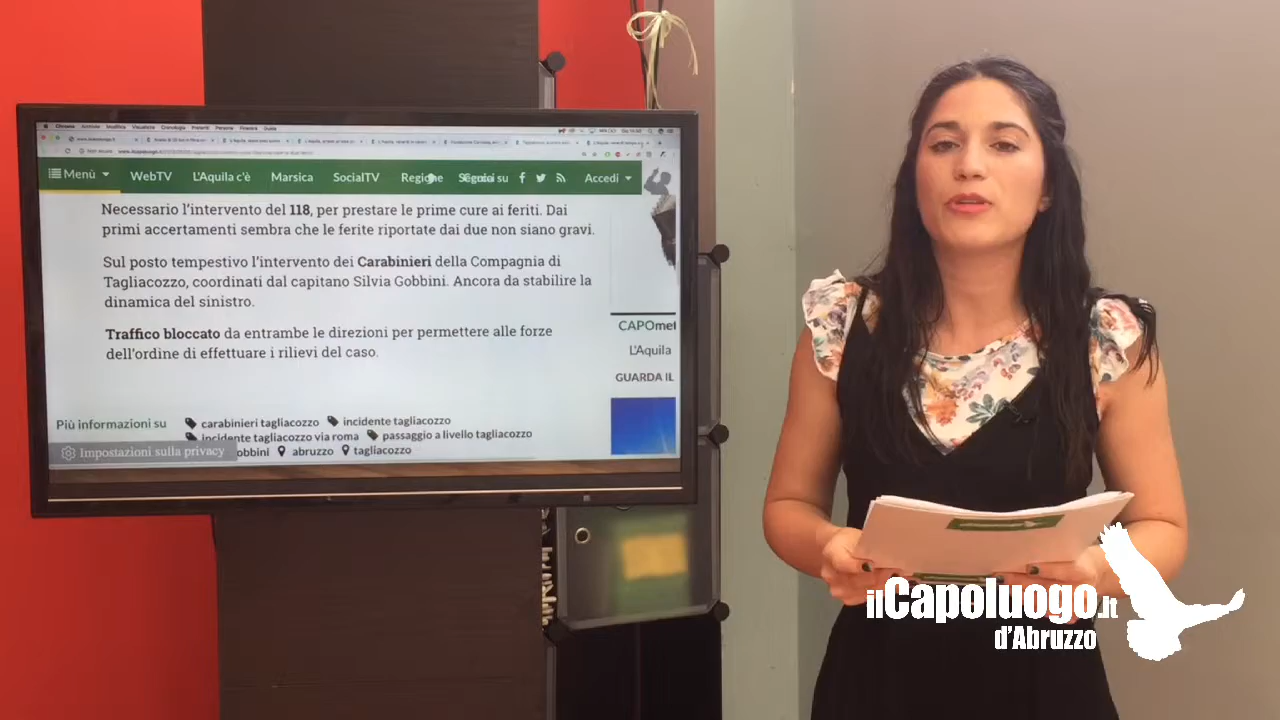 Menù WebTV L'Aquila c'è Marsica SocialTV Regione Seguici su Accedi
Necessario l'intervento del 118, per prestare le prime cure ai feriti. Dai
primi accertamenti sembra che le ferite riportate dai due non siano gravi.
Sul posto tempestivo l'intervento dei Carabinieri della Compagnia di
Tagliacozzo, coordinati dal capitano Silvia Gobbini. Ancora da stabilire la
dinamica del sinistro.
Traffico bloccato da entrambe le direzioni per permettere alle forze
dell'ordine di effettuare i rilievi del caso.
CAPOmet
L'Aquila
GUARDA IL
Più informazioni su carabinieri tagliacozzo incidente tagliacozzo
incidente tagliacozzo via roma passaggio a livello tagliacozzo
Impostazioni sulla privacy obbini abruzzo tagliacozzo
ilCapoluogo.it
d'Abruzzo